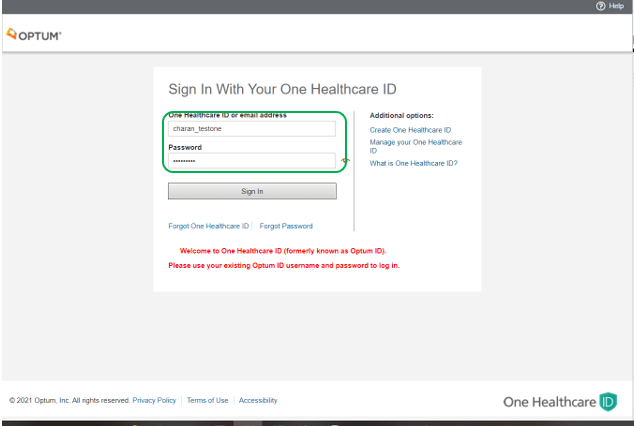 Help
OPTUM®
Sign In With Your One Healthcare ID
One Healthcare ID or email address
charan_testone
Password
•••••••••
Sign In
Forgot One Healthcare ID | Forgot Password
Additional options:
Create One Healthcare ID
Manage your One Healthcare
ID
What is One Healthcare ID?
Welcome to One Healthcare ID (formerly known as Optum ID).
Please use your existing Optum ID username and password to log in.
© 2021 Optum, Inc. All rights reserved. Privacy Policy | Terms of Use | Accessibility
One Healthcare ID